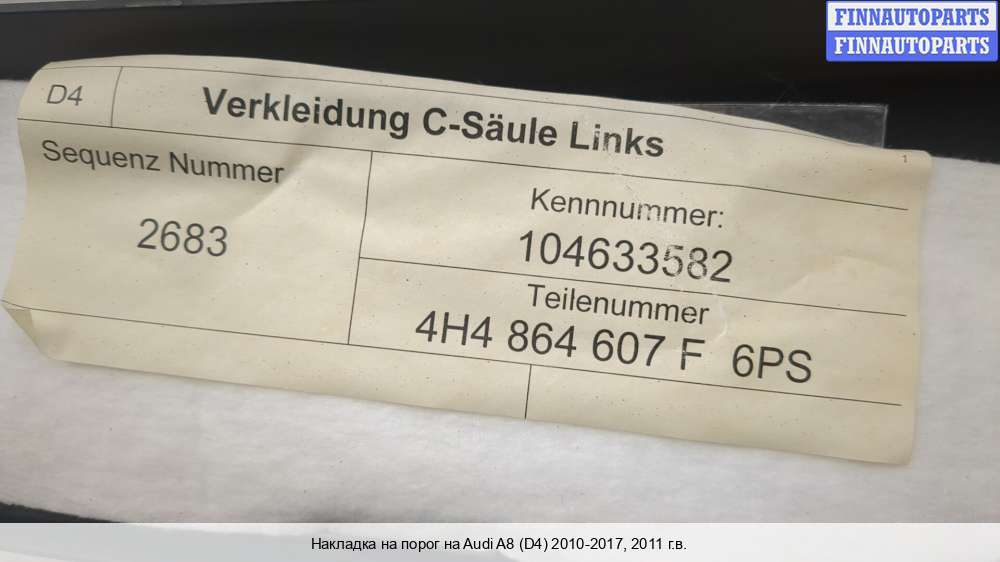 FINNAUTOPARTS
FINNAUTOPARTS
D4
Verkleidung C-Säule Links
1
Sequenz Nummer
2683
Kennnummer:
104633582
Teilenummer
4H4 864 607 F 6PS
Накладка на порог на Audi A8 (D4) 2010-2017, 2011 г.в.